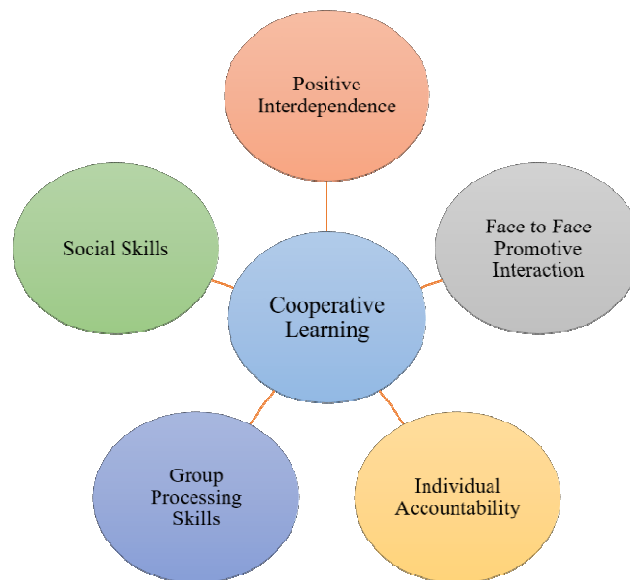 Positive
Interdependence
Social Skills
Face to Face
Promotive
Interaction
Cooperative
Learning
Group
Processing
Skills
Individual
Accountability